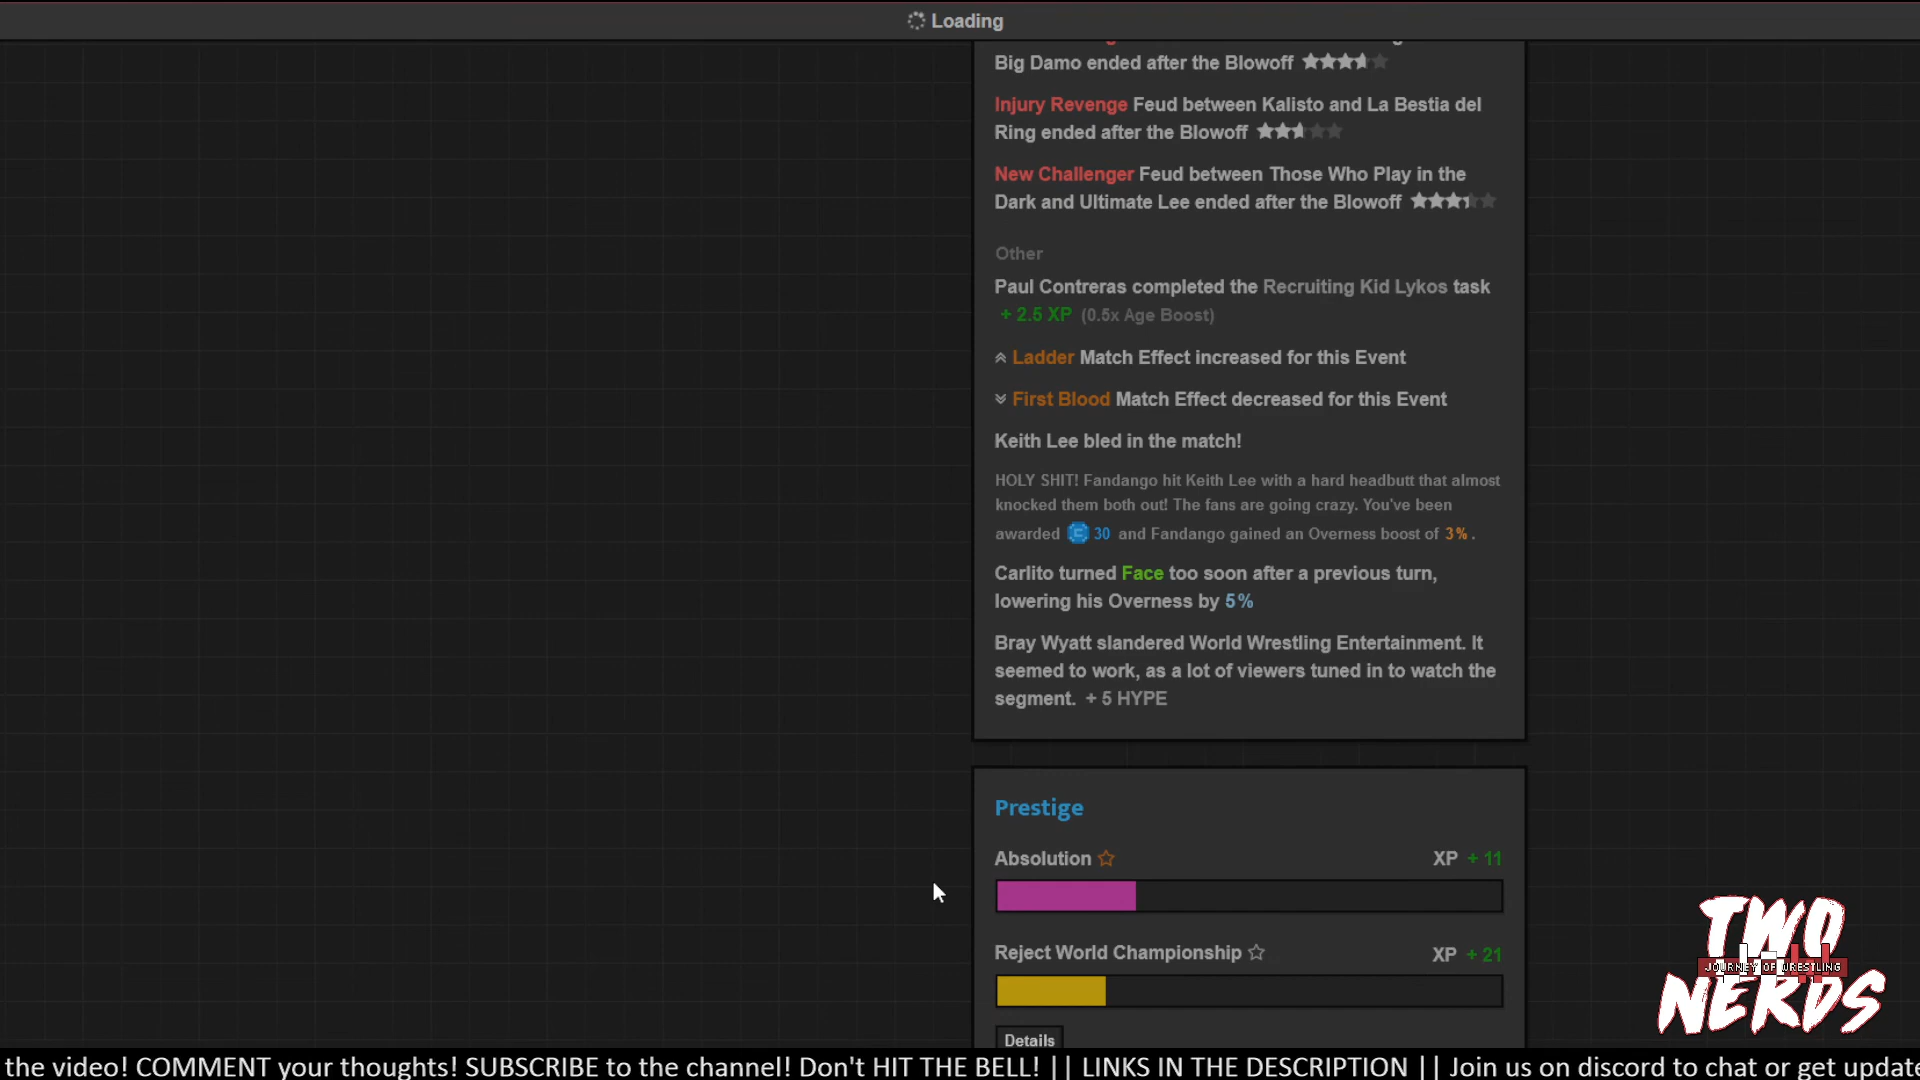 Loading
Big Damo ended after the Blowoff
Injury Revenge Feud between Kalisto and La Bestia del
Ring ended after the Blowoff
New Challenger Feud between Those Who Play in the
Dark and Ultimate Lee ended after the Blowoff
Other
Paul Contreras completed the Recruiting Kid Lykos task
+ 2.5 XP (0.5x Age Boost)
Ladder Match Effect increased for this Event
First Blood Match Effect decreased for this Event
Keith Lee bled in the match!
HOLY SHIT! Fandango hit Keith Lee with a hard headbutt that almost
knocked them both out! The fans are going crazy. You've been
awarded C 30 and Fandango gained an Overness boost of 3%.
Carlito turned Face too soon after a previous turn,
lowering his Overness by 5%
Bray Wyatt slandered World Wrestling Entertainment. It
seemed to work, as a lot of viewers tuned in to watch the
segment. + 5 HYPE
Prestige
Absolution XP + 11
Reject World Championship XP + 21
Details
TWO
JOURNEY OF WRESTLING
NERDS
the video! COMMENT your thoughts! SUBSCRIBE to the channel! Don't HIT THE BELL! || LINKS IN THE DESCRIPTION || Join us on discord to chat or get update